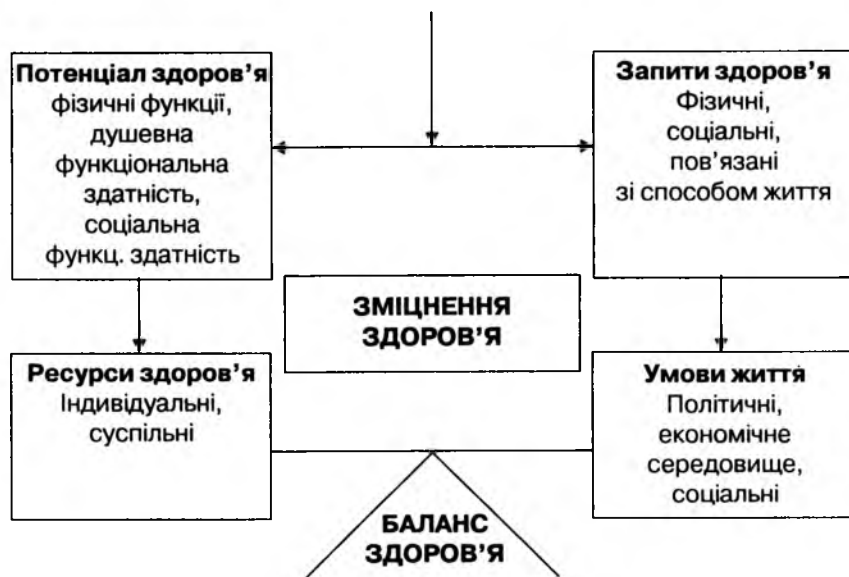 Потенціал здоров’я
фізичні функції,
душевна
функціональна
здатність,
соціальна
функц. здатність
Запити здоров’я
Фізичні,
соціальні,
пов’язані
зі способом життя
ЗМІЦНЕННЯ
ЗДОРОВ’Я
Ресурси здоров’я
Індивідуальні,
суспільні
Умови життя
Політичні,
економічне
середовище,
соціальні
БАЛАНС
ЗДОРОВ’Я